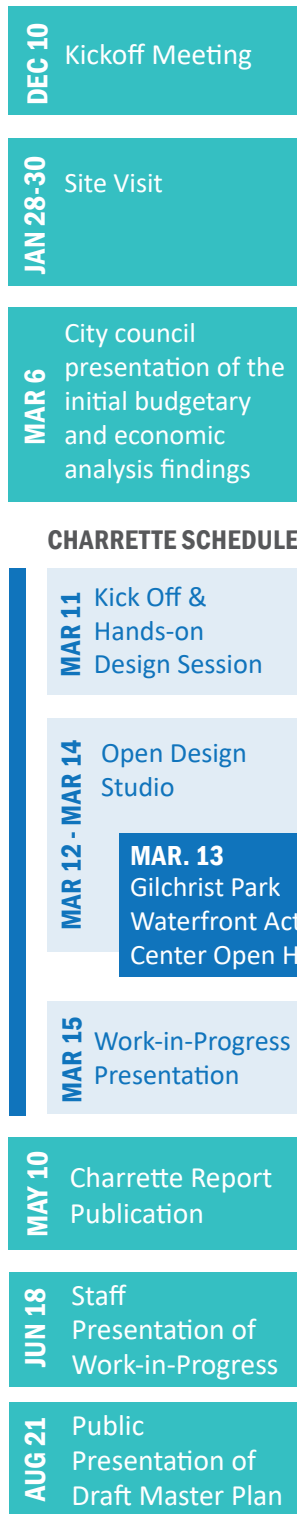 DEC 10
Kickoff Meeting
JAN 28-30
Site Visit
MAR 6
City council
presentation of the
initial budgetary
and economic
analysis findings
CHARRETTE SCHEDULE
MAR 11
Kick Off &
Hands-on
Design Session
MAR 12 - MAR 14
Open Design
Studio
MAR. 13
Gilchrist Park
Waterfront
Center Open
MAR 15
Work-in-Progress
Presentation
MAY 10
Charrette Report
Publication
JUN 18
Staff
Presentation of
Work-in-Progress
AUG 21
Public
Presentation of
Draft Master Plan